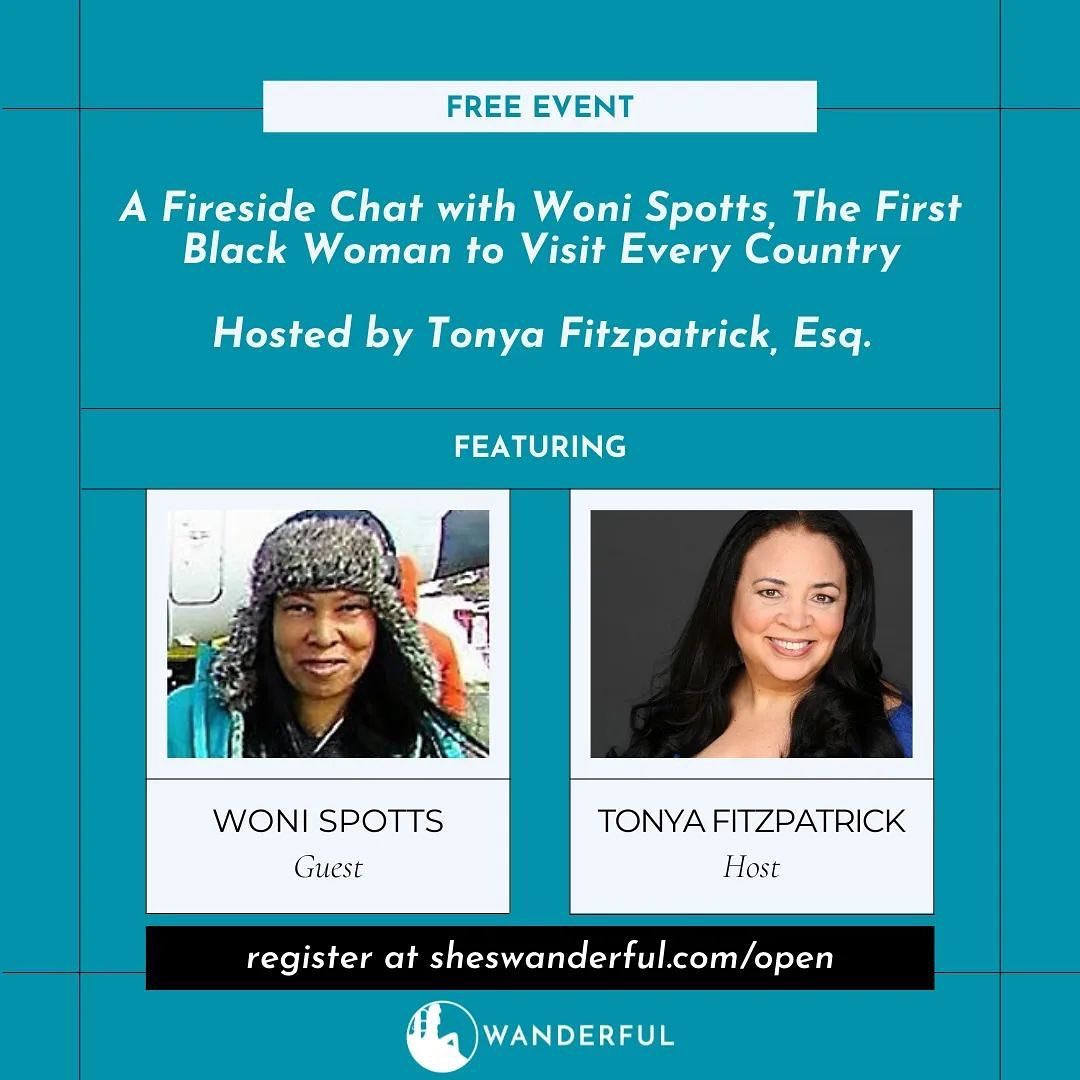 FREE EVENT
A Fireside Chat with Woni Spotts, The First
Black Woman to Visit Every Country
Hosted by Tonya Fitzpatrick, Esq.
FEATURING
WONI SPOTTS
Guest
TONYA FITZPATRICK
Host
register at sheswanderful.com/open
WANDERFUL